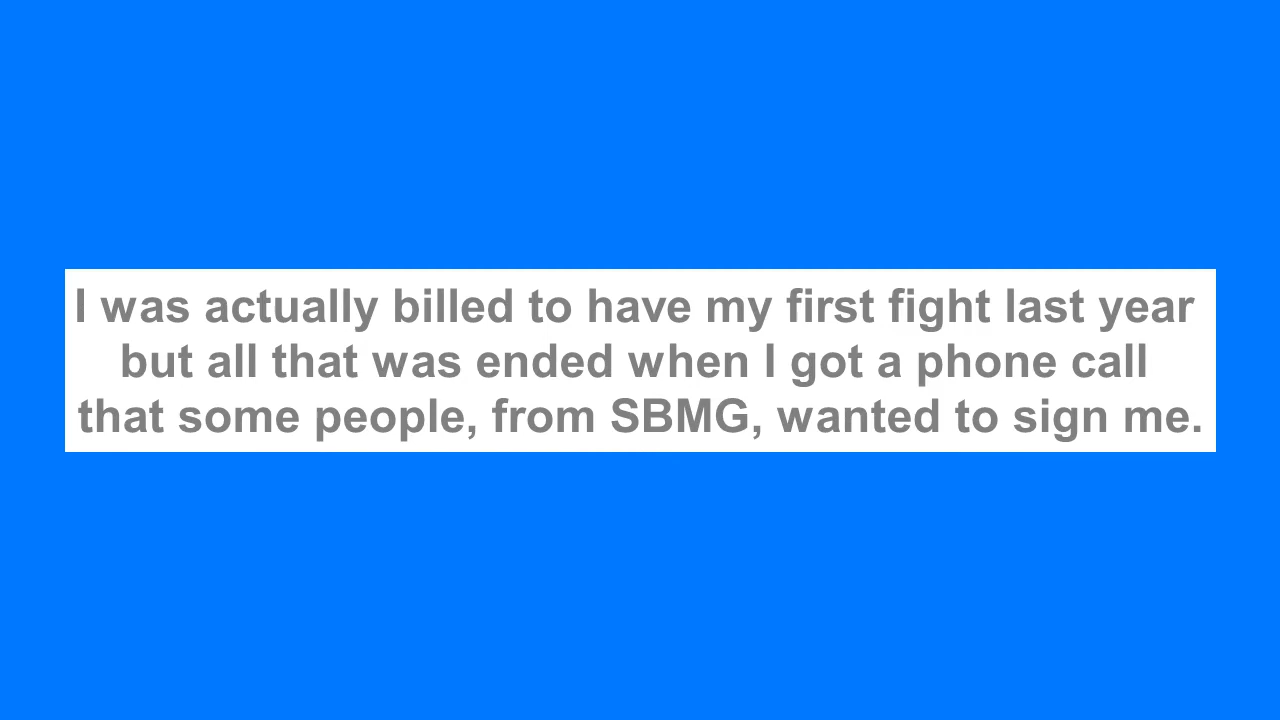 I was actually billed to have my first fight last year
but all that was ended when I got a phone call
that some people, from SBMG, wanted to sign me.